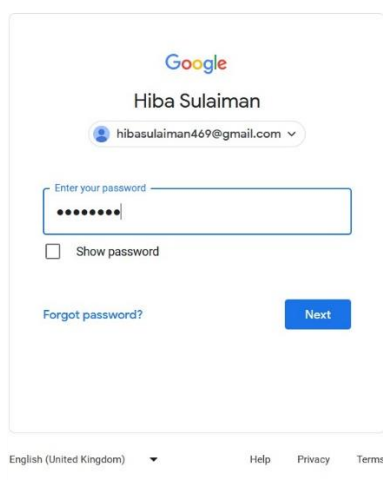 Google
Hiba Sulaiman
hibasulaiman469@gmail.com
Enter your password
••••••••
Show password
Forgot password?
Next
English (United Kingdom)
Help Privacy Terms